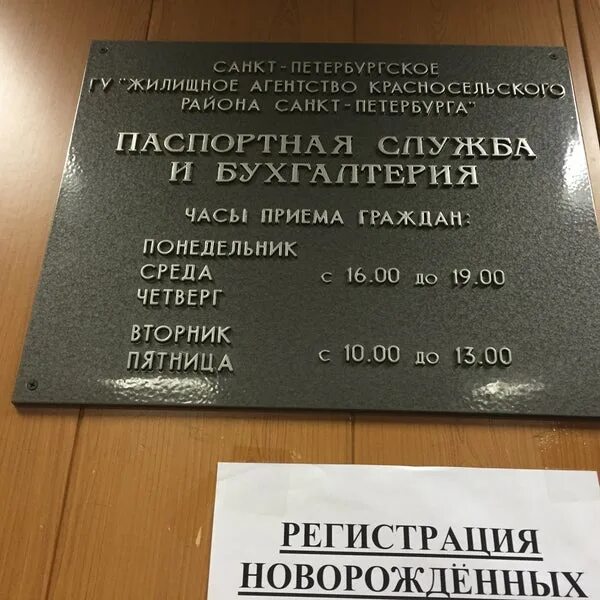 САНКТ-ПЕТЕРБУРГСКОЕ
ГУ "ЖИЛИЩНОЕ АГЕНТСТВО КРАСНОСЕЛЬСКОГО
РАЙОНА САНКТ-ПЕТЕРБУРГА"
ПАСПОРТНАЯ СЛУЖБА
И БУХГАЛТЕРИЯ
ЧАСЫ ПРИЕМА ГРАЖДАН:
ПОНЕДЕЛЬНИК
СРЕДА С 16.00 ДО 19.00
ЧЕТВЕРГ
ВТОРНИК
ПЯТНИЦА С 10.00 ДО 13.00
РЕГИСТРАЦИЯ
НОВОРОЖДЁННЫХ